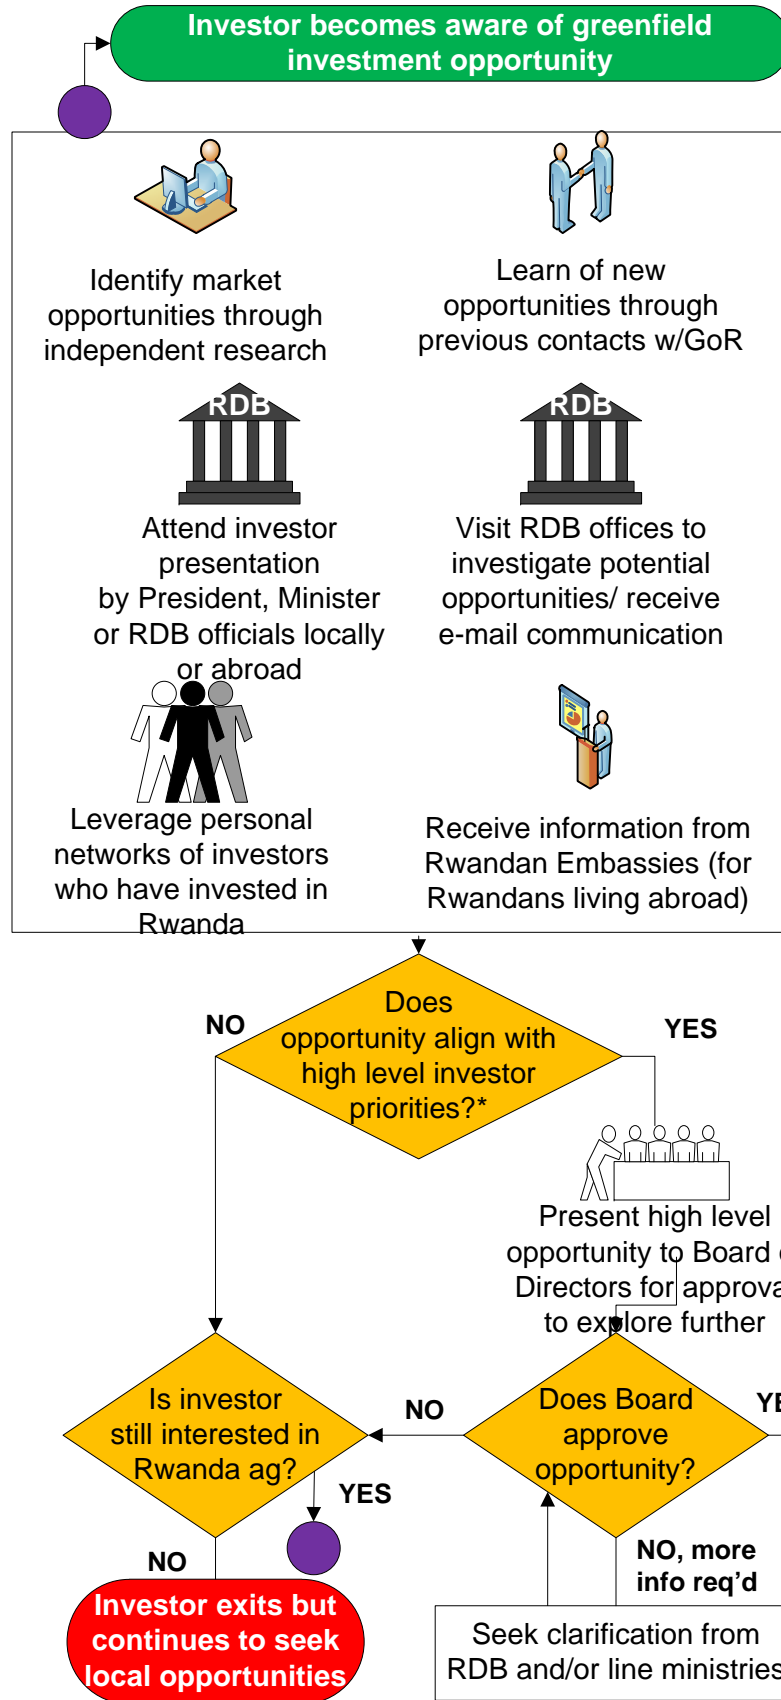 Investor becomes aware of greenfield
investment opportunity
Identify market
opportunities through
independent research
Learn of new
opportunities through
previous contacts w/GoR
RDB
Attend investor
presentation
by President, Minister
or RDB officials locally
or abroad
RDB
Visit RDB offices to
investigate potential
opportunities/ receive
e-mail communication
Leverage personal
networks of investors
who have invested in
Rwanda
Receive information from
Rwandan Embassies (for
Rwandans living abroad)
Does
opportunity align with
high level investor
priorities?*
NO
YES
Present high level
opportunity to Board
Directors for
to explore further
Is investor
still interested in
Rwanda ag?
NO
Does Board
approve
opportunity?
YES
NO
NO, more
info req'd
Investor exits but
continues to seek
local opportunities
Seek clarification from
RDB and/or line ministries